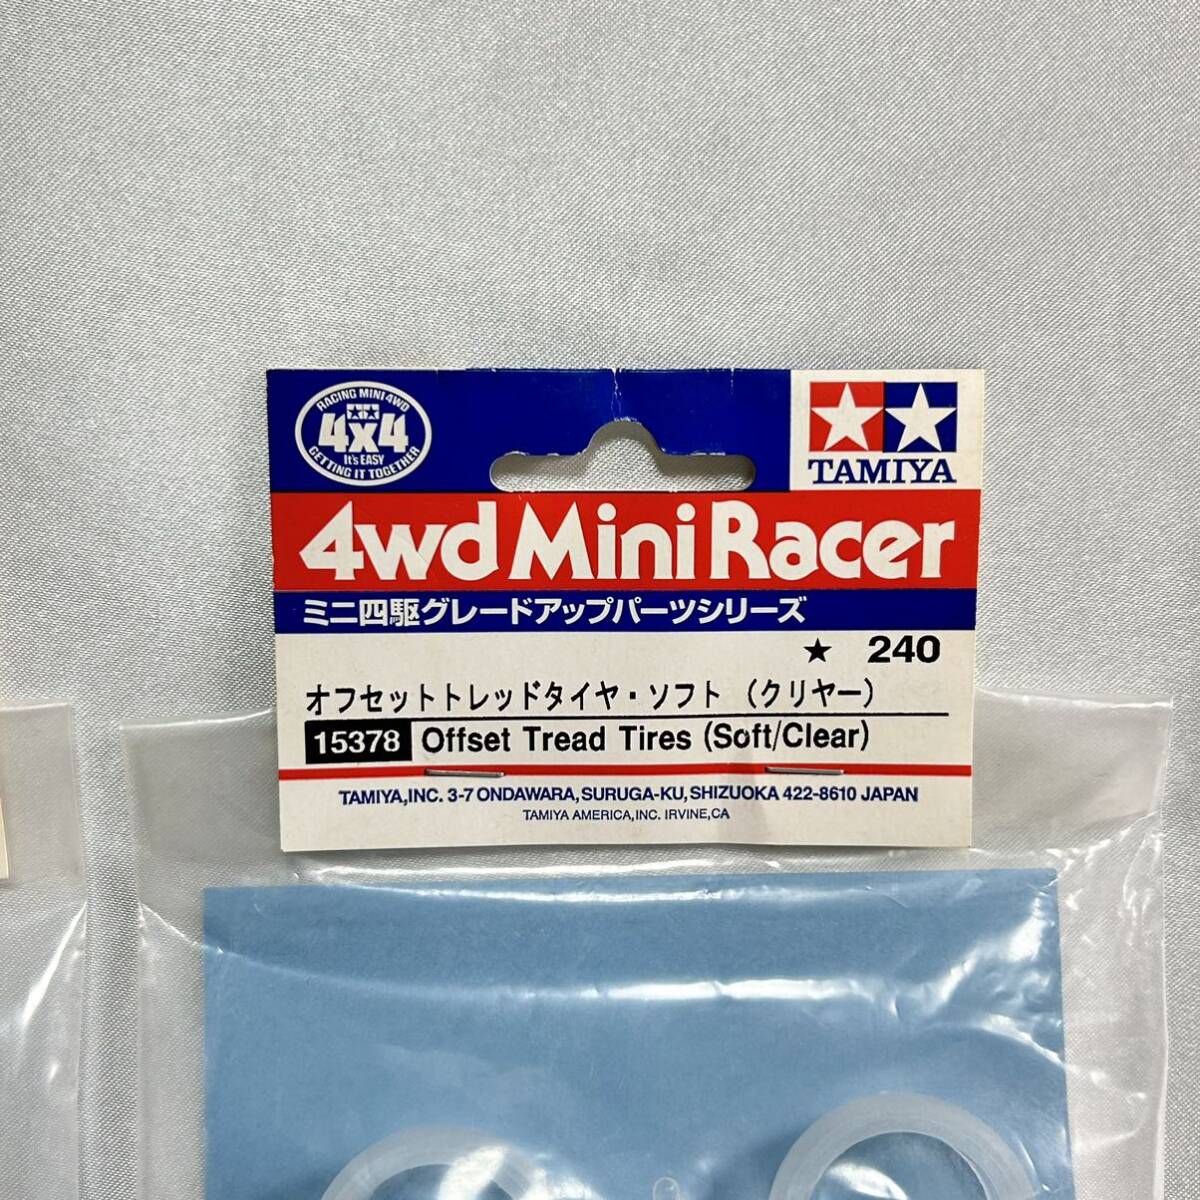 RACING MINI 4WD
4x4
It's EASY
GETTING IT TOGETHER
TAMIYA
4wd Mini Racer
ミニ四駆グレードアップパーツシリーズ
★ 240
オフセットトレッドタイヤ・ソフト (クリヤー)
15378 Offset Tread Tires (Soft/Clear)
TAMIYA,INC. 3-7 ONDAWARA, SURUGA-KU, SHIZUOKA 422-8610 JAPAN
TAMIYA AMERICA,INC. IRVINE,CA